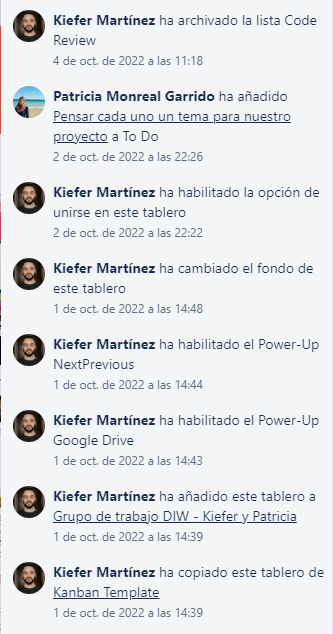 Kiefer Martínez ha archivado la lista Code
Review
4 de oct. de 2022 a las 11:18
Patricia Monreal Garrido ha añadido
Pensar cada uno un tema para nuestro
proyecto a To Do
2 de oct. de 2022 a las 22:26
Kiefer Martínez ha habilitado la opción de
unirse en este tablero
2 de oct. de 2022 a las 22:22
Kiefer Martínez ha cambiado el fondo de
este tablero
1 de oct. de 2022 a las 14:48
Kiefer Martínez ha habilitado el Power-Up
NextPrevious
1 de oct. de 2022 a las 14:44
Kiefer Martínez ha habilitado el Power-Up
Google Drive
1 de oct. de 2022 a las 14:43
Kiefer Martínez ha añadido este tablero a
Grupo de trabajo DIW - Kiefer y Patricia
1 de oct. de 2022 a las 14:39
Kiefer Martínez ha copiado este tablero de
Kanban Template
1 de oct. de 2022 a las 14:39